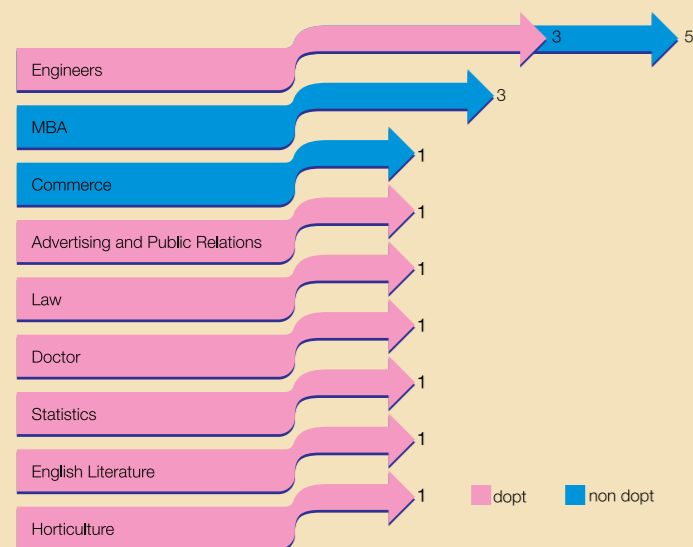 3 5
Engineers
3
MBA
1
Commerce
1
Advertising and Public Relations
1
Law
1
Doctor
1
Statistics
1
English Literature
1
Horticulture
dopt non dopt